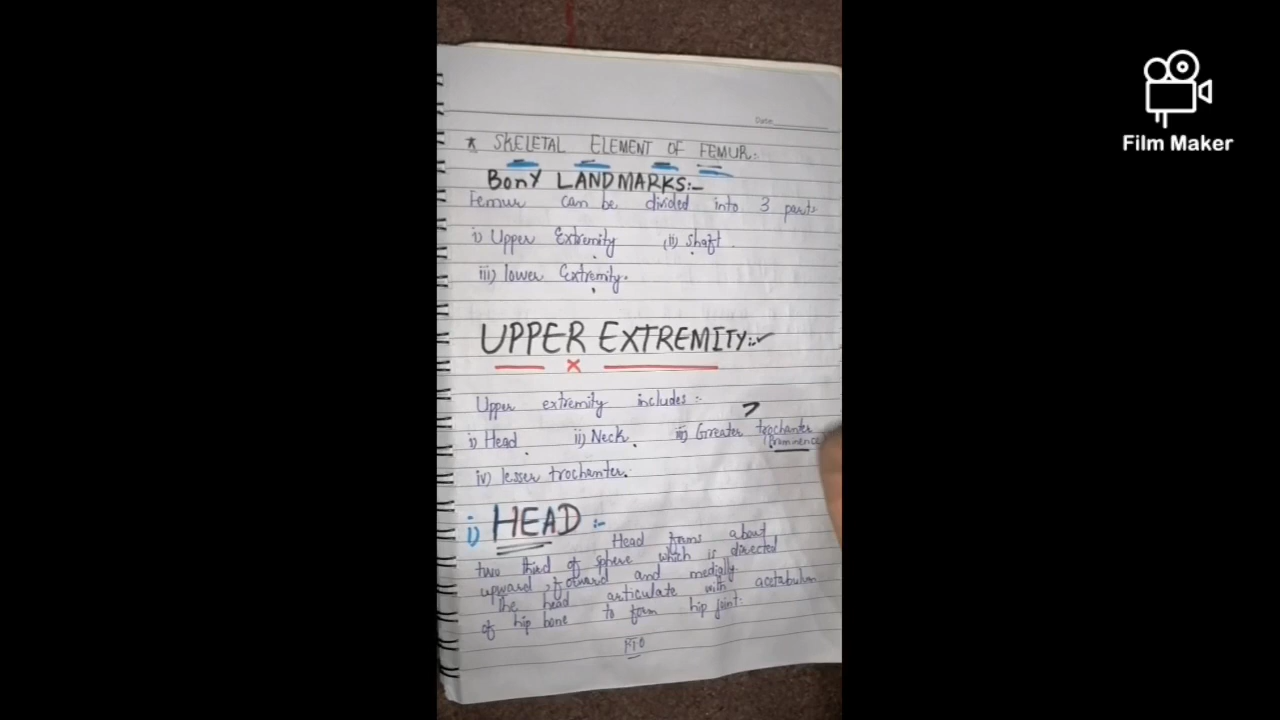 Date
* SKELETAL ELEMENT OF FEMUR:
BONY LANDMARKS:-
Femur can be divided into 3 parts
i) Upper Extremity (ii) Shaft.
iii) lower Extremity.
UPPER EXTREMITY:-
Upper extremity includes:-
i) Head ii) Neck iii) Greater trochanter
(Prominence)
iv) lesser trochanter.
i) HEAD :-
Head forms about
two third of sphere which is directed
upward, forward and medially
The head articulate with acetabulum
of hip bone to form hip joint.
PTO
Film Maker